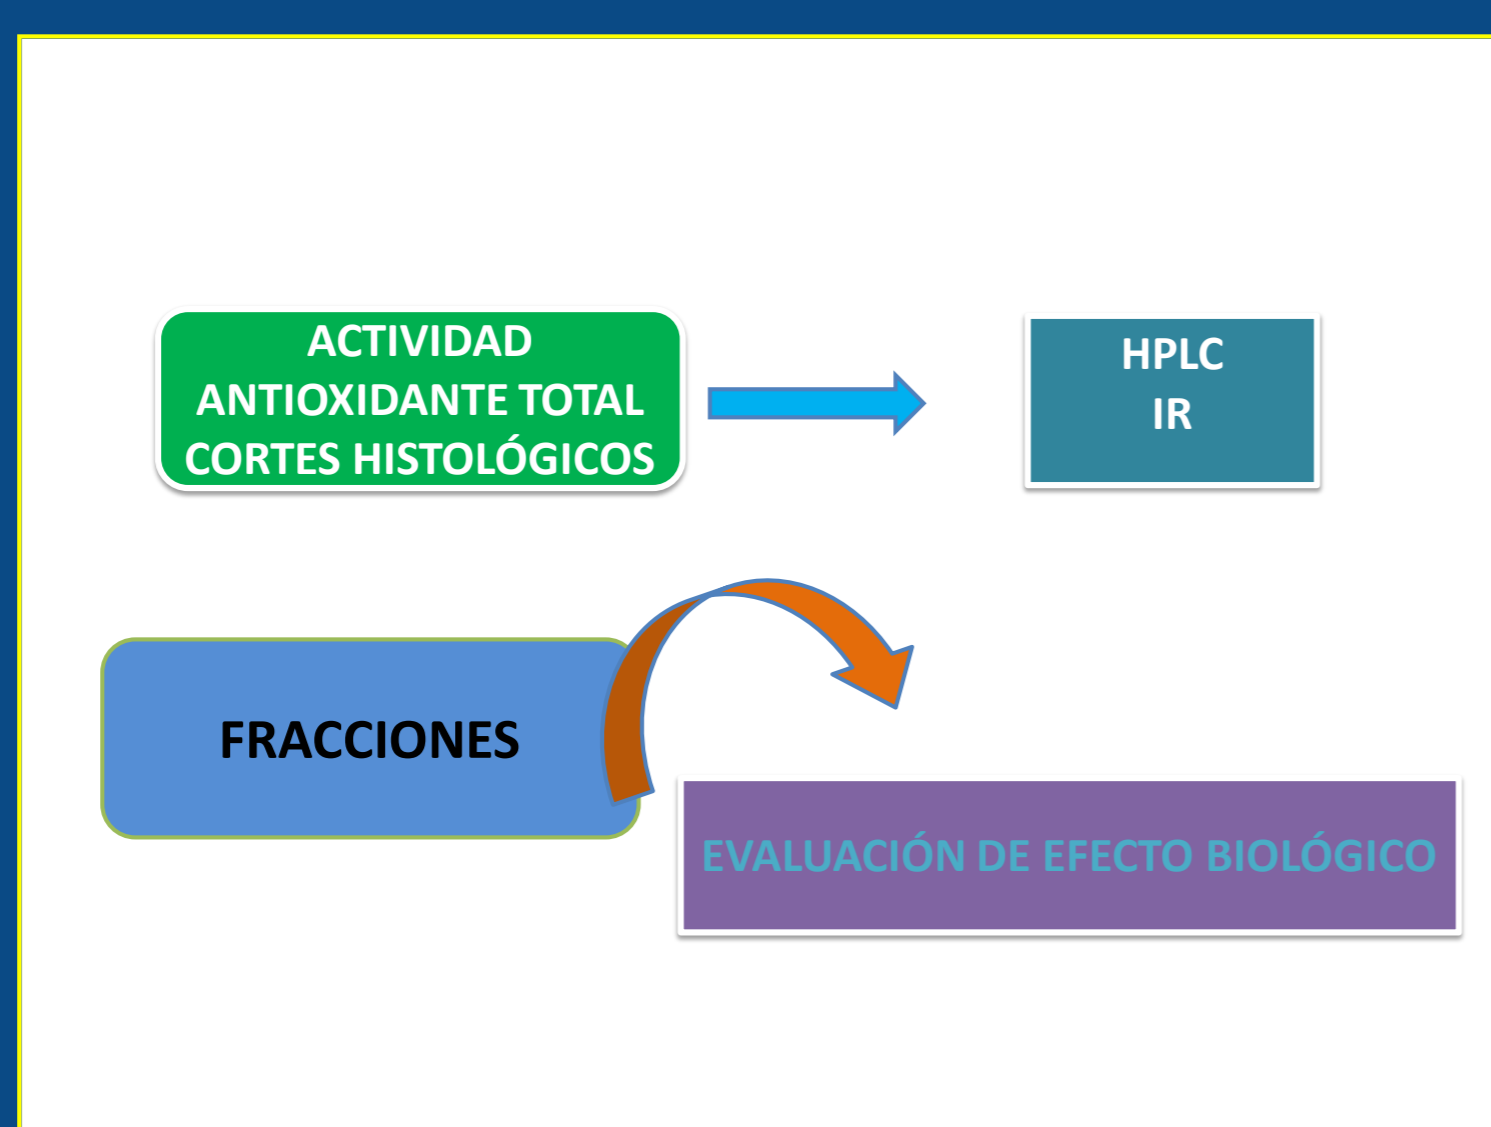 ACTIVIDAD
ANTIOXIDANTE TOTAL
CORTES HISTOLÓGICOS
HPLC
IR
FRACCIONES
EVALUACIÓN DE EFECTO BIOLÓGICO